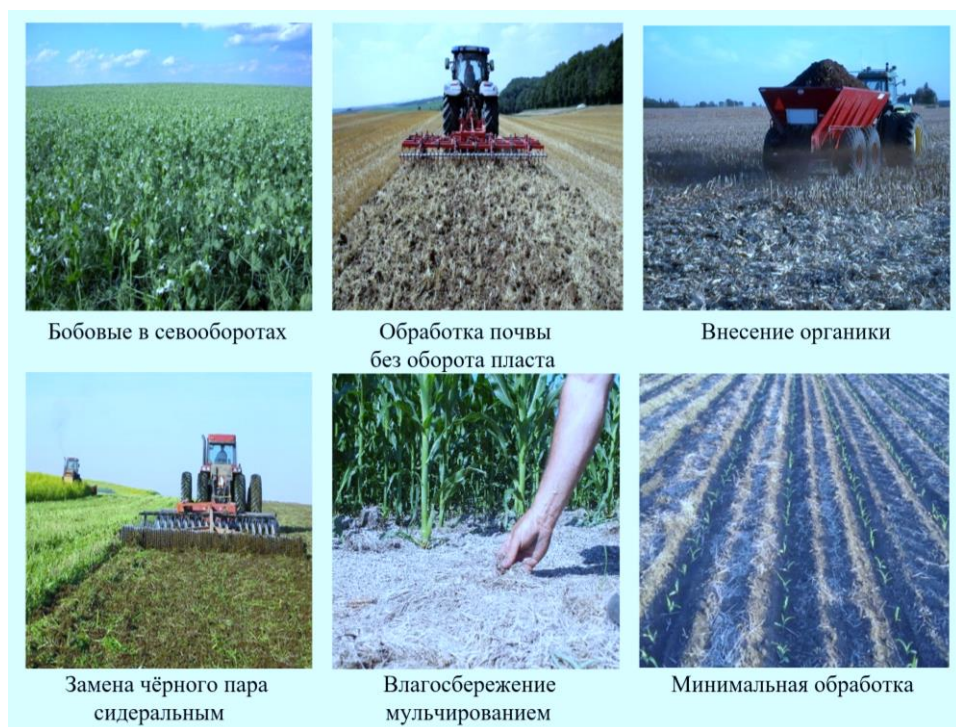 Бобовые в севооборотах
Обработка почвы
без оборота пласта
Внесение органики
Замена чёрного пара
сидеральным
Влагосбережение
мульчированием
Минимальная обработка